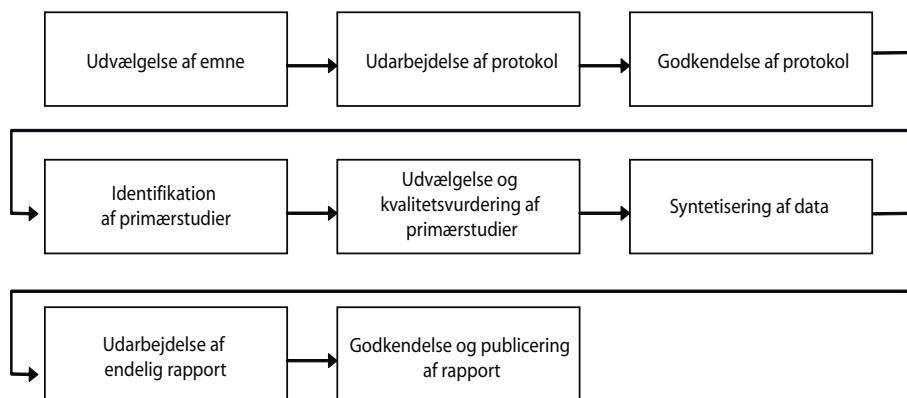 Udvælgelse af emne
Udarbejdelse af protokol
Godkendelse af protokol
Identifikation
af primærstudier
Udvælgelse og
kvalitetsvurdering af
primærstudier
Syntetisering af data
Udarbejdelse af
endelig rapport
Godkendelse og publicering
af rapport